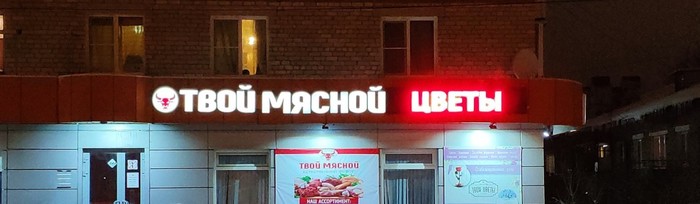 ТВОЙ МЯСНОЙ ЦВЕТЫ
ТВОЙ МЯСНОЙ
НАШ АССОРТИМЕНТ: